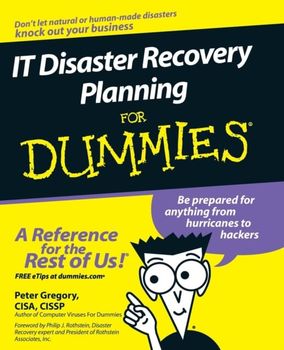 Don't let natural or human-made disasters
knock out your business
IT Disaster Recovery
Planning
FOR
DUMMIES®
Be prepared for
anything from
hurricanes to
hackers
A Reference
for the
Rest of Us!®
FREE eTips at dummies.com®
Peter Gregory,
CISA, CISSP
Author of Computer Viruses For Dummies
Foreword by Philip J. Rothstein, Disaster
Recovery expert and President of Rothstein
Associates, Inc.